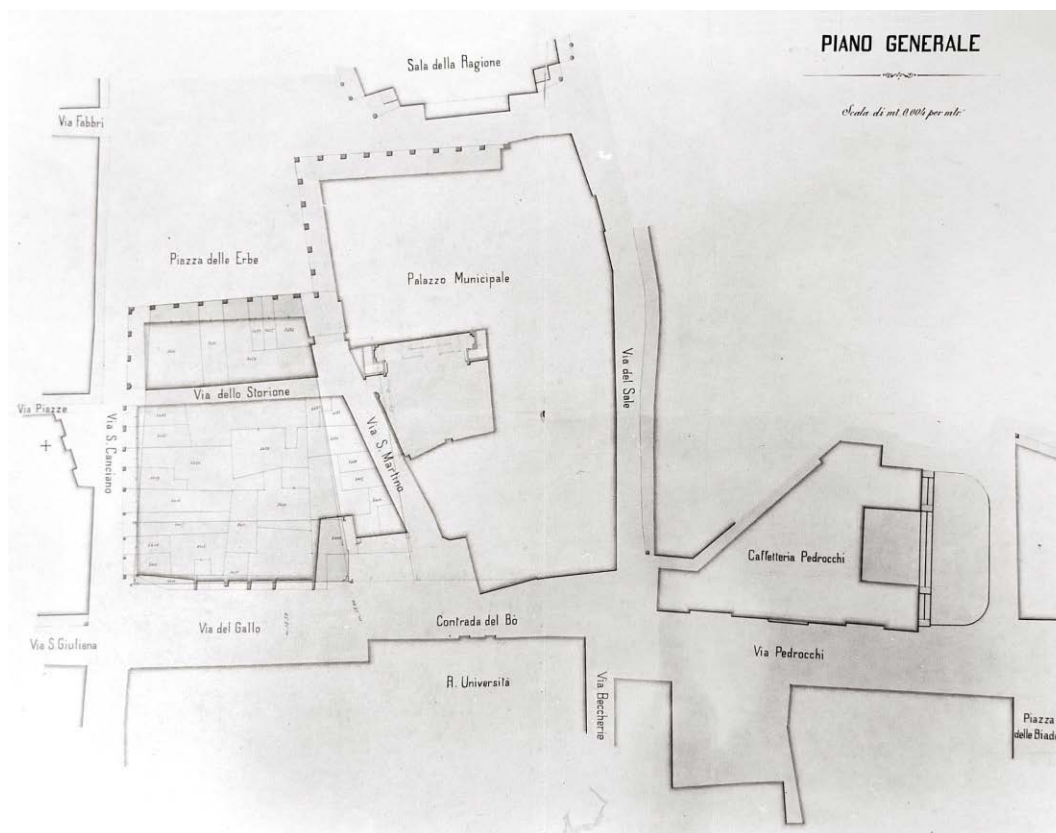 PIANO GENERALE
Scala di mt. 0.004 per mtr
Sala della Ragione
Via Fabbri
Piazza delle Erbe
Palazzo Municipale
Via del Sale
Via dello Storione
Via Piazze
Via S. Canciano
Via S. Martino
Caffetteria Pedrocchi
Via del Gallo
Contrada del Bò
Via S. Giuliena
Via Pedrocchi
R. Università
Via Beccherie
Piazza
delle Biade